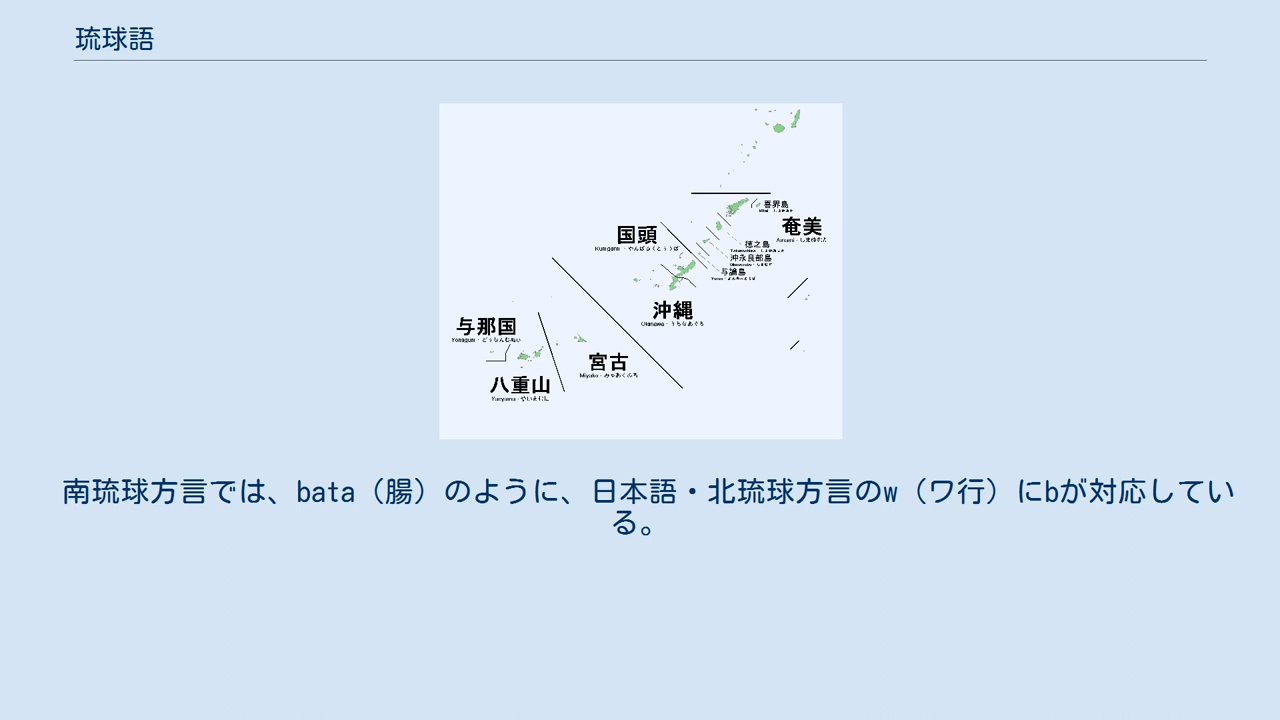 琉球語
喜界島
奄美
国頭
徳之島
沖永良部島
与論島
沖縄
与那国
宮古
八重山
南琉球方言では、bata（腸）のように、日本語・北琉球方言のw（ワ行）にbが対応してい
る。